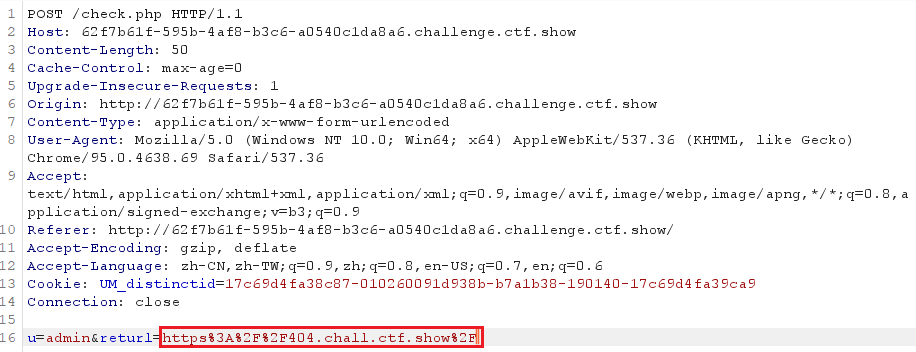 1 POST /check.php HTTP/1.1
2 Host: 62f7b61f-595b-4af8-b3c6-a0540c1da8a6.challenge.ctf.show
3 Content-Length: 50
4 Cache-Control: max-age=0
5 Upgrade-Insecure-Requests: 1
6 Origin: http://62f7b61f-595b-4af8-b3c6-a0540c1da8a6.challenge.ctf.show
7 Content-Type: application/x-www-form-urlencoded
8 User-Agent: Mozilla/5.0 (Windows NT 10.0; Win64; x64) AppleWebKit/537.36 (KHTML, like Gecko)
Chrome/95.0.4638.69 Safari/537.36
9 Accept:
text/html,application/xhtml+xml,application/xml;q=0.9,image/avif,image/webp,image/apng,*/*;q=0.8,a
pplication/signed-exchange;v=b3;q=0.9
10 Referer: http://62f7b61f-595b-4af8-b3c6-a0540c1da8a6.challenge.ctf.show/
11 Accept-Encoding: gzip, deflate
12 Accept-Language: zh-CN,zh-TW;q=0.9,zh;q=0.8,en-US;q=0.7,en;q=0.6
13 Cookie: UM_distinctid=17c69d4fa38c87-010260091d938b-b7a1b38-190140-17c69d4fa39ca9
14 Connection: close
15
16 u=admin&returl=https%3A%2F%2F404.chall.ctf.show%2F